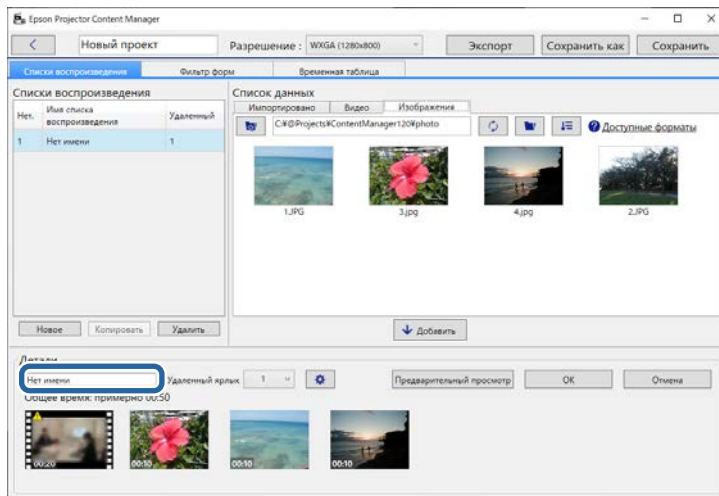 Epson Projector Content Manager
Новый проект
Разрешение : WXGA (1280x800)
Экспорт
Сохранить как
Сохранить
Списки воспроизведения
Фильтр форм
Временная таблица
Списки воспроизведения
Нет.
Имя списка
воспроизведения
Удаленный
1 Нет имени 1
Новое
Копировать
Удалить
Список данных
Импортировано
Видео
Изображения
C:¥@Projects¥ContentManager120¥photo
Доступные форматы
1.JPG
3.jpg
4.jpg
2.JPG
Добавить
Детали
Нет имени
Удаленный ярлык 1
Предварительный просмотр
OK
Отмена
Общее время: примерно 00:50
00:20
00:10
00:10
00:10